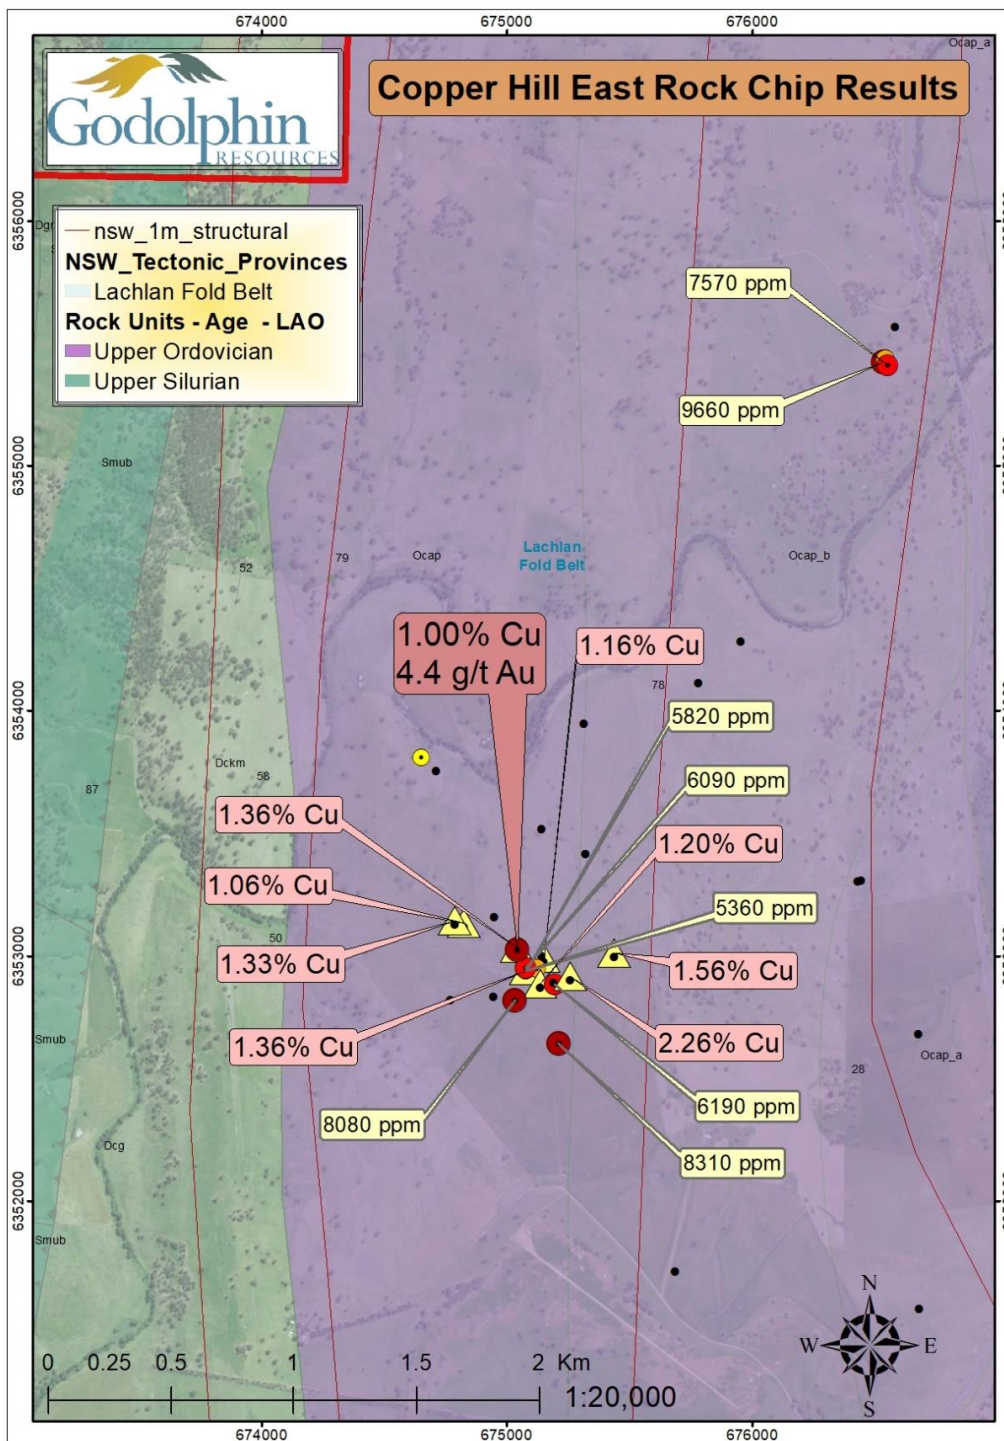 674000
675000
676000
Ocap_a
Godolphin
RESOURCES
Copper Hill East Rock Chip Results
6356000
nsw_1m_structural
NSW_Tectonic_Provinces
Lachlan Fold Belt
Rock Units - Age - LAO
Upper Ordovician
Upper Silurian
7570 ppm
9660 ppm
6355000
Smub
52
79
Ocap
Lachlan
Fold Belt
Ocap_b
1.00% Cu
4.4 g/t Au
1.16% Cu
78
5820 ppm
6354000
Dckm
58
87
6090 ppm
1.36% Cu
1.20% Cu
1.06% Cu
5360 ppm
50
6353000
1.33% Cu
1.56% Cu
1.36% Cu
2.26% Cu
Smub
Ocap_a
28
6190 ppm
8080 ppm
Dcg
8310 ppm
6352000
Smub
N
W
E
S
0 0.25 0.5 1 1.5 2 Km
1:20,000
674000
675000
676000